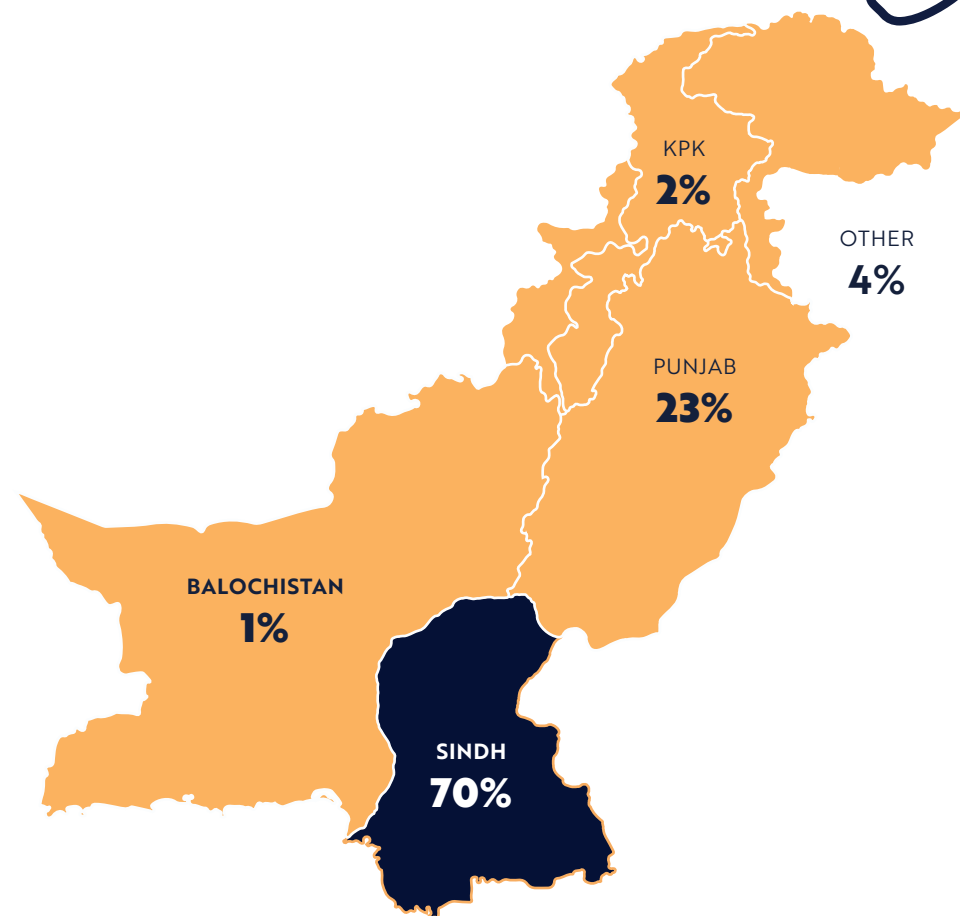 KPK
2%
OTHER
4%
PUNJAB
23%
BALOCHISTAN
1%
SINDH
70%